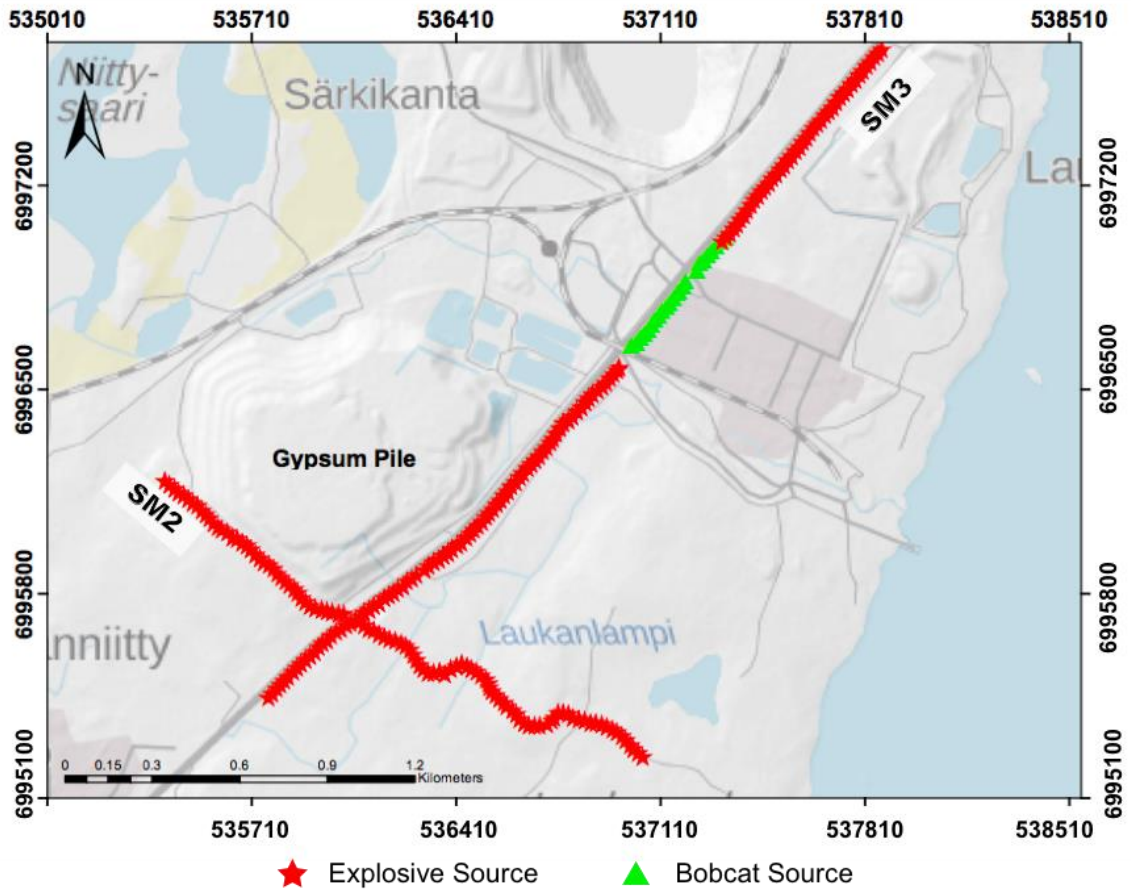 535010 535710 536410 537110 537810 538510
Niitty-
saari
N
Särkikanta
SM3
6997200
6997200
Lau
6996500
6996500
Gypsum Pile
SM2
6995800
6995800
Laukanlampi
nniitty
6995100
6995100
0 0.15 0.3 0.6 0.9 1.2
Kilometers
535710 536410 537110 537810 538510
Explosive Source Bobcat Source